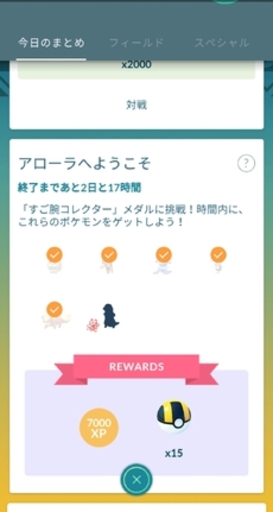 今日のまとめ
フィールド
スペシャル
x2000
対戦
アローラへようこそ
?
終了まであと2日と17時間
「すご腕コレクター」メダルに挑戦！時間内に、
これらのポケモンをゲットしよう！
REWARDS
7000
XP
x15